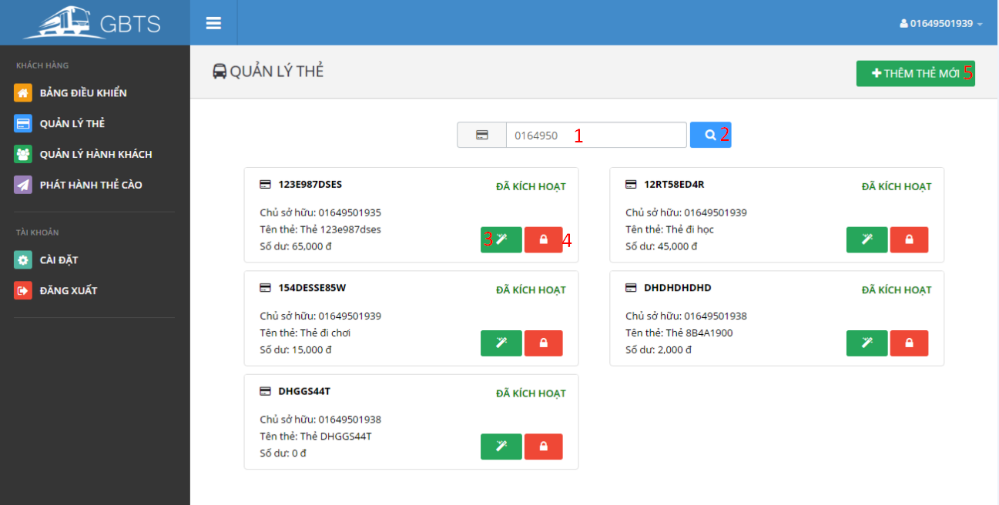 GBTS
01649501939
KHÁCH HÀNG
BẢNG ĐIỀU KHIỂN
QUẢN LÝ THẺ
QUẢN LÝ HÀNH KHÁCH
PHÁT HÀNH THẺ CÀO
TÀI KHOẢN
CÀI ĐẶT
ĐĂNG XUẤT
QUẢN LÝ THẺ
THÊM THẺ MỚI 5
0164950 1
2
123E987DSES
ĐÃ KÍCH HOẠT
Chủ sở hữu: 01649501935
Tên thẻ: Thẻ 123e987dses
Số dư: 65,000 đ
3
4
12RT58ED4R
ĐÃ KÍCH HOẠT
Chủ sở hữu: 01649501939
Tên thẻ: Thẻ đi học
Số dư: 45,000 đ
154DESSE85W
ĐÃ KÍCH HOẠT
Chủ sở hữu: 01649501939
Tên thẻ: Thẻ đi chơi
Số dư: 15,000 đ
DHDHDHDHD
ĐÃ KÍCH HOẠT
Chủ sở hữu: 01649501938
Tên thẻ: Thẻ 8B4A1900
Số dư: 2,000 đ
DHGGS44T
ĐÃ KÍCH HOẠT
Chủ sở hữu: 01649501938
Tên thẻ: Thẻ DHGGS44T
Số dư: 0 đ